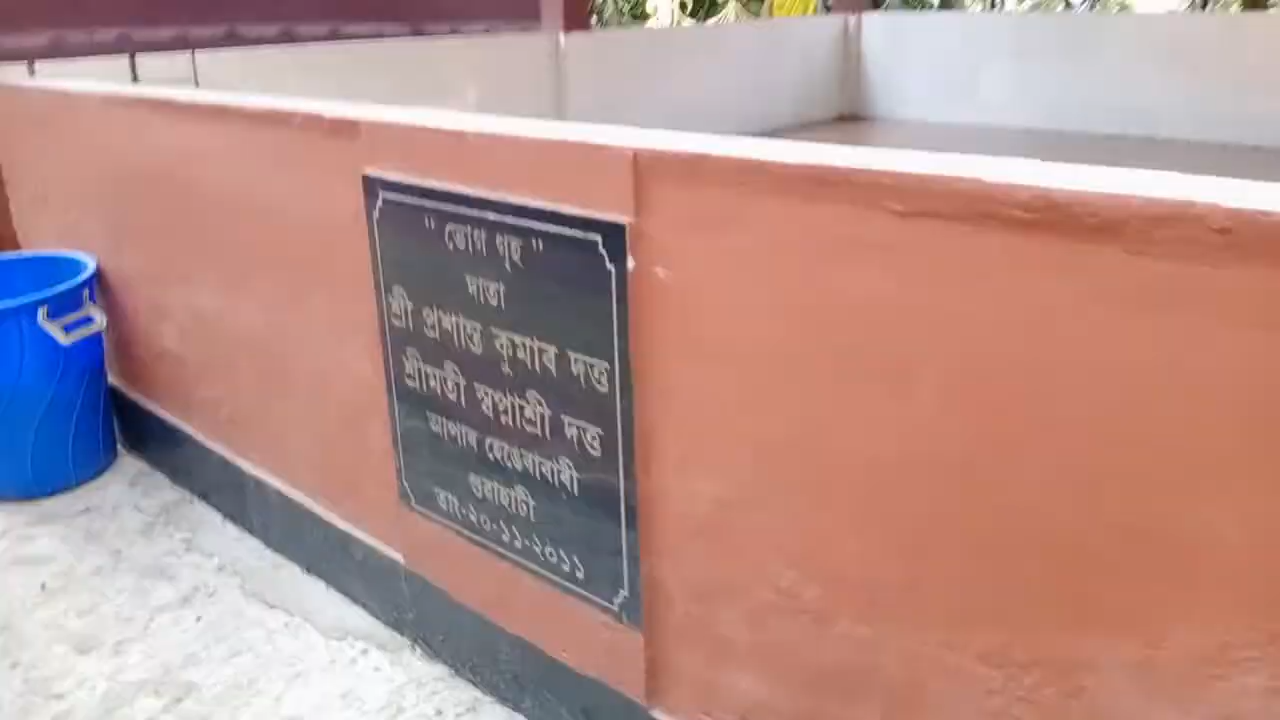 " ভোগ গৃহ "
দাতা
শ্ৰী প্ৰশান্ত কুমাৰ দত্ত
শ্ৰীমতী স্বপ্নাশ্ৰী দত্ত
আপাৰ হেঙেৰাবাৰী
গুৱাহাটী
তাং-২০-১১-২০১১